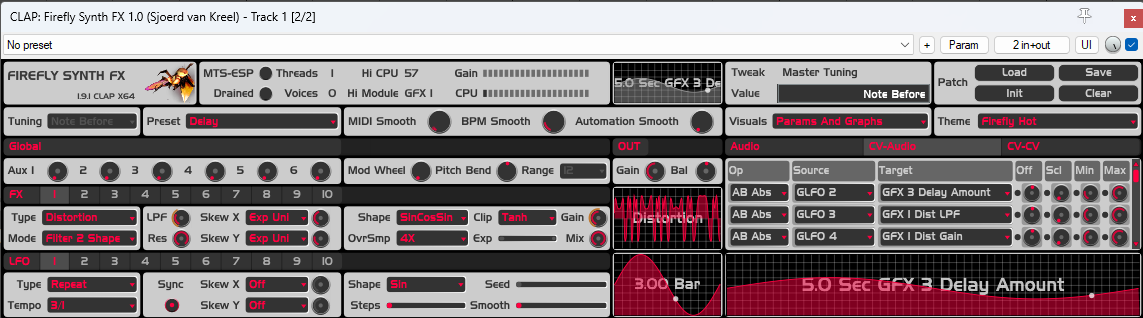 CLAP: Firefly Synth FX 1.0 (Sjoerd van Kreel) - Track 1 [2/2]
No preset + Param 2 in+out UI
FIREFLY SYNTH FX
1.9.1 CLAP X64
MTS-ESP Threads 1 Hi CPU 57 Gain
Drained Voices 0 Hi Module GFX 1 CPU
5.0 Sec GFX 3 De
Tweak Master Tuning
Value Note Before
Patch Load Save
Init Clear
Tuning Note Before Preset Delay MIDI Smooth BPM Smooth Automation Smooth Visuals Params And Graphs Theme Firefly Hot
Global OUT Audio CV-Audio CV-CV
Aux 1 2 3 4 5 6 Mod Wheel Pitch Bend Range 12 Gain Bal
Op Source Target Off Scl Min Max
AB Abs GLFO 2 GFX 3 Delay Amount
AB Abs GLFO 3 GFX 1 Dist LPF
AB Abs GLFO 4 GFX 1 Dist Gain
FX 1 2 3 4 5 6 7 8 9 10
Type Distortion LPF Skew X Exp Uni Shape SinCosSin Clip Tanh Gain
Mode Filter 2 Shape Res Skew Y Exp Uni OvrSmp 4X Exp Mix
Distortion
LFO 1 2 3 4 5 6 7 8 9 10
Type Repeat Sync Skew X Off Shape Sin Seed
Tempo 3/1 Skew Y Off Steps Smooth
3.00 Bar
5.0 Sec GFX 3 Delay Amount